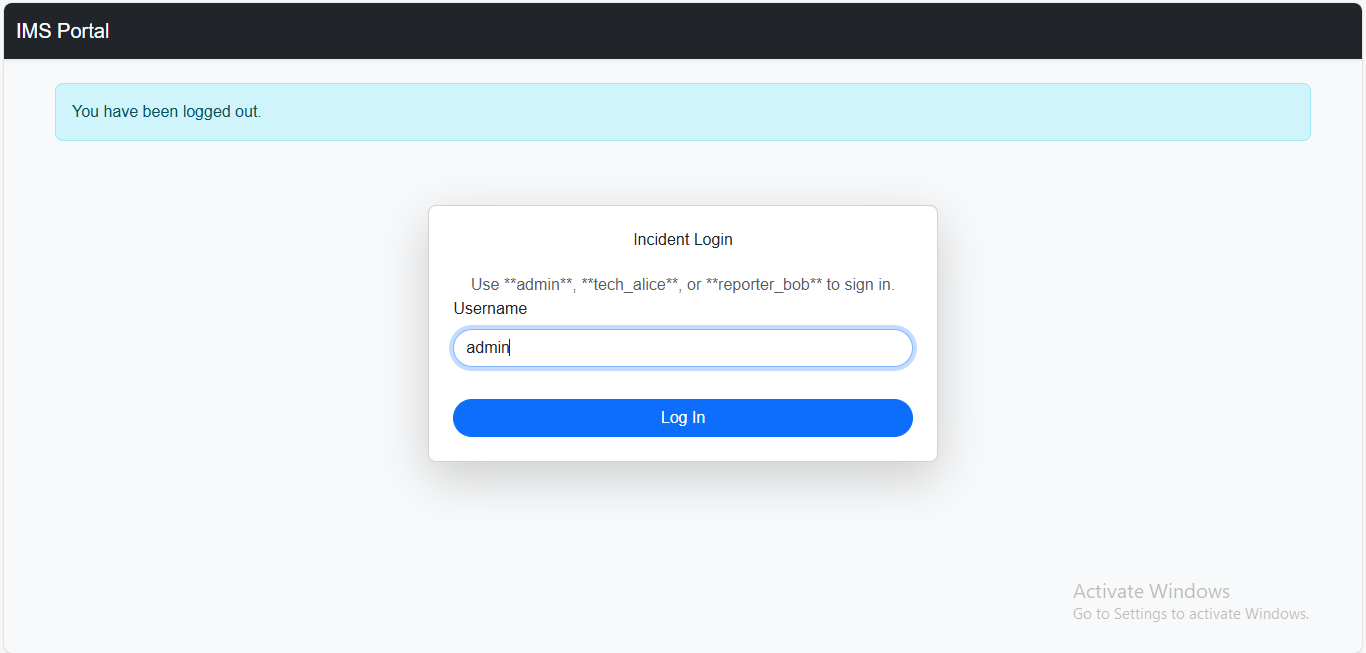 IMS Portal
You have been logged out.
Incident Login
Use **admin**, **tech_alice**, or **reporter_bob** to sign in.
Username
admin
Log In
Activate Windows
Go to Settings to activate Windows.